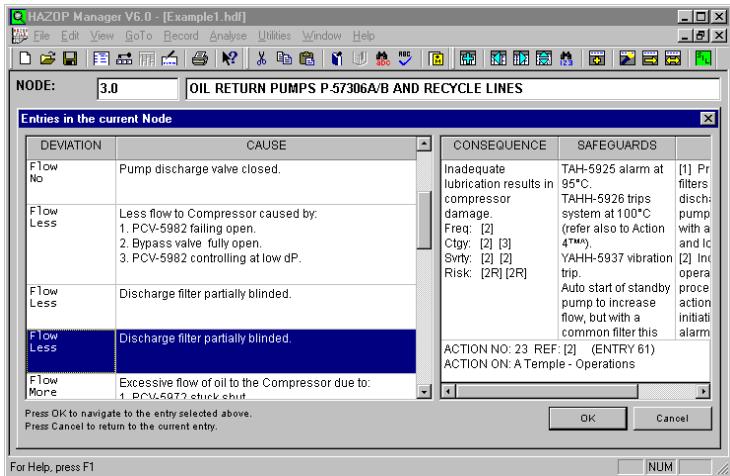 HAZOP Manager V6.0 - [Example1.hdf]
File Edit View GoTo Record Analyse Utilities Window Help
NODE: 3.0 OIL RETURN PUMPS P-57306A/B AND RECYCLE LINES
Entries in the current Node
DEVIATION CAUSE
Flow
No
Pump discharge valve closed.
Flow
Less
Less flow to Compressor caused by:
1. PCV-5982 failing open.
2. Bypass valve fully open.
3. PCV-5982 controlling at low dP.
Flow
Less
Discharge filter partially blinded.
Flow
Less
Discharge filter partially blinded.
Flow
More
Excessive flow of oil to the Compressor due to:
1. PCV-5972 stuck shut
CONSEQUENCE SAFEGUARDS
Inadequate
lubrication results in
compressor
damage.
Freq: [2]
Ctgy: [2] [3]
Svrty: [2] [2]
Risk: [2R] [2R]
TAH-5925 alarm at
95°C.
TAHH-5926 trips
system at 100°C
(refer also to Action
4™^).
YAHH-5937 vibration
trip.
Auto start of standby
pump to increase
flow, but with a
common filter this
[1] Pr
filters
disch
pump
with a
and lo
[2] Inc
opera
proce
action
initiati
alarm
ACTION NO: 23 REF: [2] (ENTRY 61)
ACTION ON: A Temple - Operations
Press OK to navigate to the entry selected above.
Press Cancel to return to the current entry.
OK Cancel
For Help, press F1
NUM